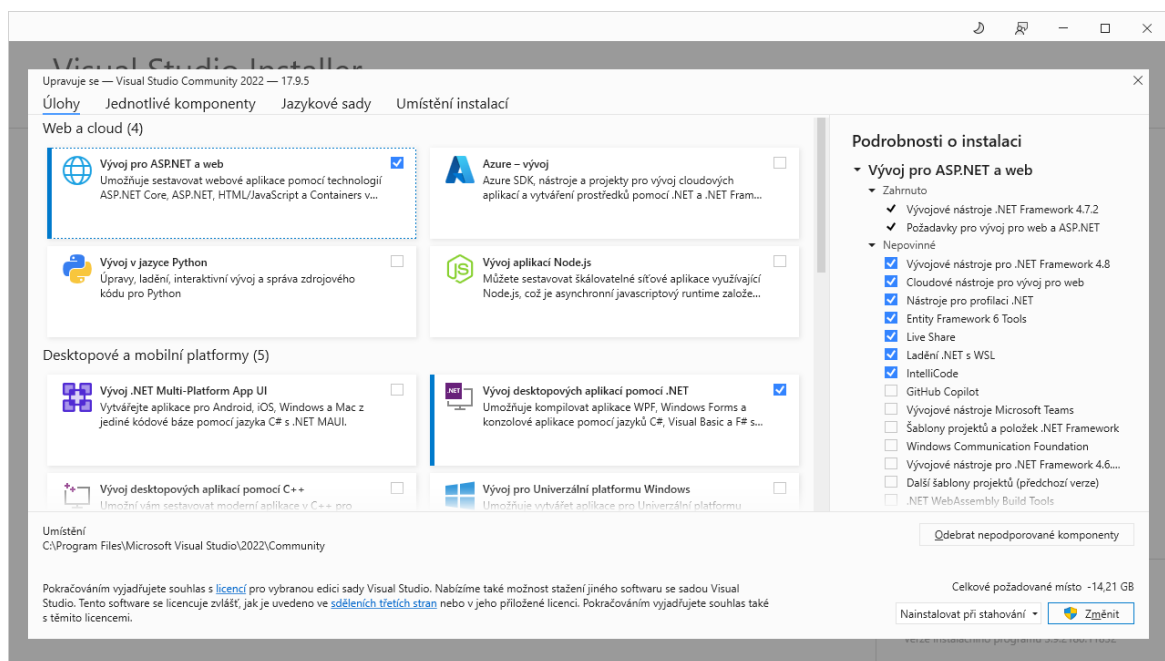 Visual Studio Installer
Upravuje se — Visual Studio Community 2022 — 17.9.5
Úlohy
Jednotlivé komponenty
Jazykové sady
Umístění instalací
Web a cloud (4)
Vývoj pro ASP.NET a web
Umožňuje sestavovat webové aplikace pomocí technologií
ASP.NET Core, ASP.NET, HTML/JavaScript a Containers v...
Azure – vývoj
Azure SDK, nástroje a projekty pro vývoj cloudových
aplikací a vytváření prostředků pomocí .NET a .NET Fram...
Vývoj v jazyce Python
Úpravy, ladění, interaktivní vývoj a správa zdrojového
kódu pro Python
Vývoj aplikací Node.js
Můžete sestavovat škálovatelné síťové aplikace využívající
Node.js, což je asynchronní javascriptový runtime založe...
Desktopové a mobilní platformy (5)
Vývoj .NET Multi-Platform App UI
Vytvářejte aplikace pro Android, iOS, Windows a Mac z
jediné kódové báze pomocí jazyka C# s .NET MAUI.
.NET
Vývoj desktopových aplikací pomocí .NET
Umožňuje kompilovat aplikace WPF, Windows Forms a
konzolové aplikace pomocí jazyků C#, Visual Basic a F# s...
Vývoj desktopových aplikací pomocí C++
Umožní vám sestavovat moderní aplikace v C++ pro
Vývoj pro Univerzální platformu Windows
Umožňuje vytvářet aplikace pro Univerzální platformu
Podrobnosti o instalaci
Vývoj pro ASP.NET a web
Zahrnuto
Vývojové nástroje .NET Framework 4.7.2
Požadavky pro vývoj pro web a ASP.NET
Nepovinné
Vývojové nástroje pro .NET Framework 4.8
Cloudové nástroje pro vývoj pro web
Nástroje pro profilaci .NET
Entity Framework 6 Tools
Live Share
Ladění .NET s WSL
IntelliCode
GitHub Copilot
Vývojové nástroje Microsoft Teams
Šablony projektů a položek .NET Framework
Windows Communication Foundation
Vývojové nástroje pro .NET Framework 4.6....
Další šablony projektů (předchozí verze)
.NET WebAssembly Build Tools
Umístění
C:\Program Files\Microsoft Visual Studio\2022\Community
Odebrat nepodporované komponenty
Pokračováním vyjadřujete souhlas s licencí pro vybranou edici sady Visual Studio. Nabízíme také možnost stažení jiného softwaru se sadou Visual
Studio. Tento software se licencuje zvlášť, jak je uvedeno ve sděleních třetích stran nebo v jeho přiložené licenci. Pokračováním vyjadřujete souhlas také
s těmito licencemi.
Celkové požadované místo -14,21 GB
Nainstalovat při stahování
Změnit